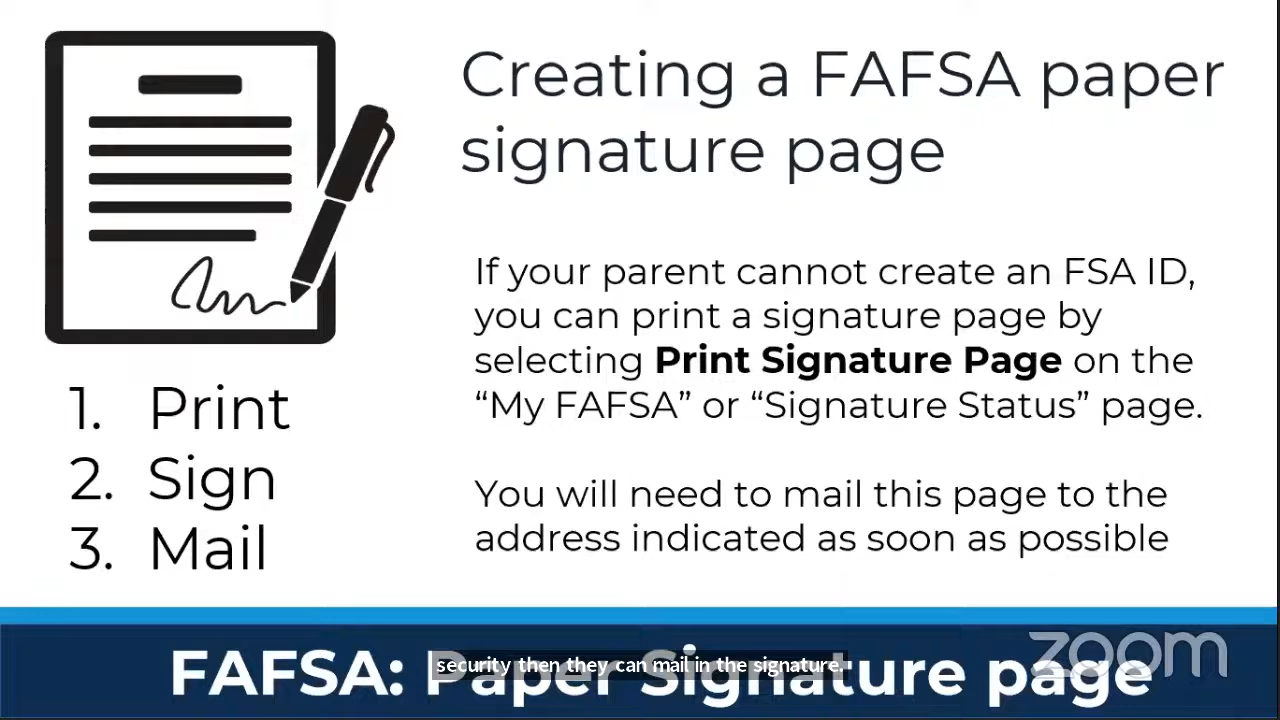 Creating a FAFSA paper
signature page
If your parent cannot create an FSA ID,
you can print a signature page by
selecting Print Signature Page on the
“My FAFSA” or “Signature Status” page.
You will need to mail this page to the
address indicated as soon as possible
1. Print
2. Sign
3. Mail
FAFSA: Paper Signature page
security then they can mail in the signature.
zoom